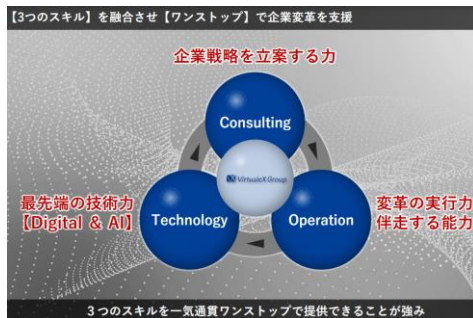 【3つのスキル】を融合させ【ワンストップ】で企業変革を支援
企業戦略を立案する力
Consulting
VirtualeX Group
最先端の技術力
【Digital & AI】
Technology
Operation
変革の実行力
伴走する能力
３つのスキルを一気通貫ワンストップで提供できることが強み